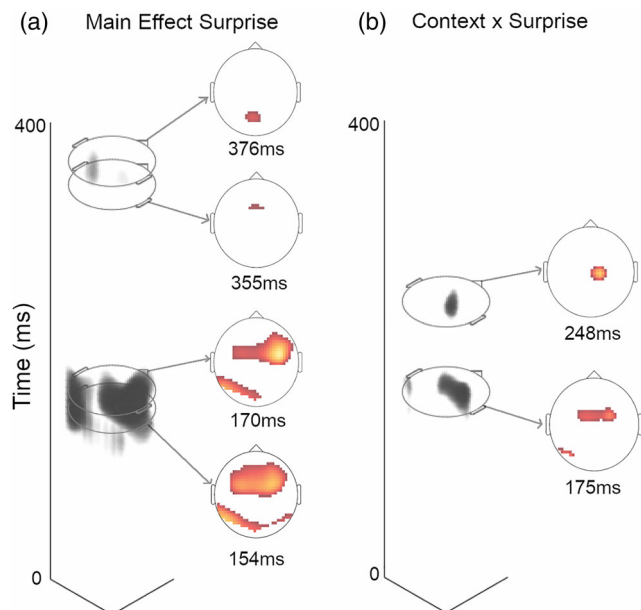 (a) Main Effect Surprise
400
376ms
355ms
170ms
154ms
Time (ms)
0
(b) Context x Surprise
400
248ms
175ms
0